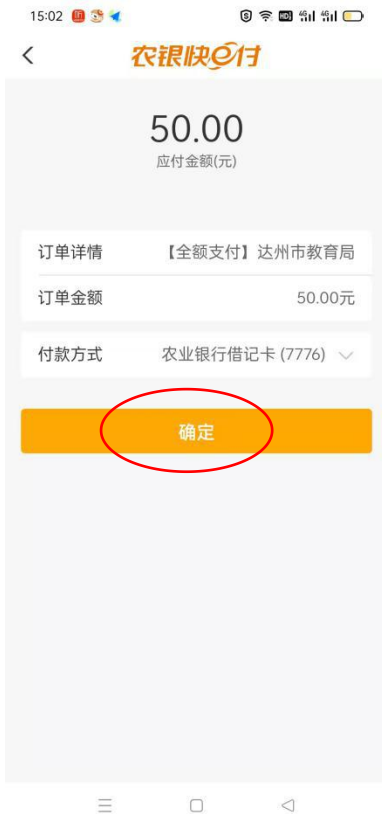 15:02
农银快e付
50.00
应付金额(元)
订单详情 【全额支付】达州市教育局
订单金额 50.00元
付款方式 农业银行借记卡 (7776)
确定